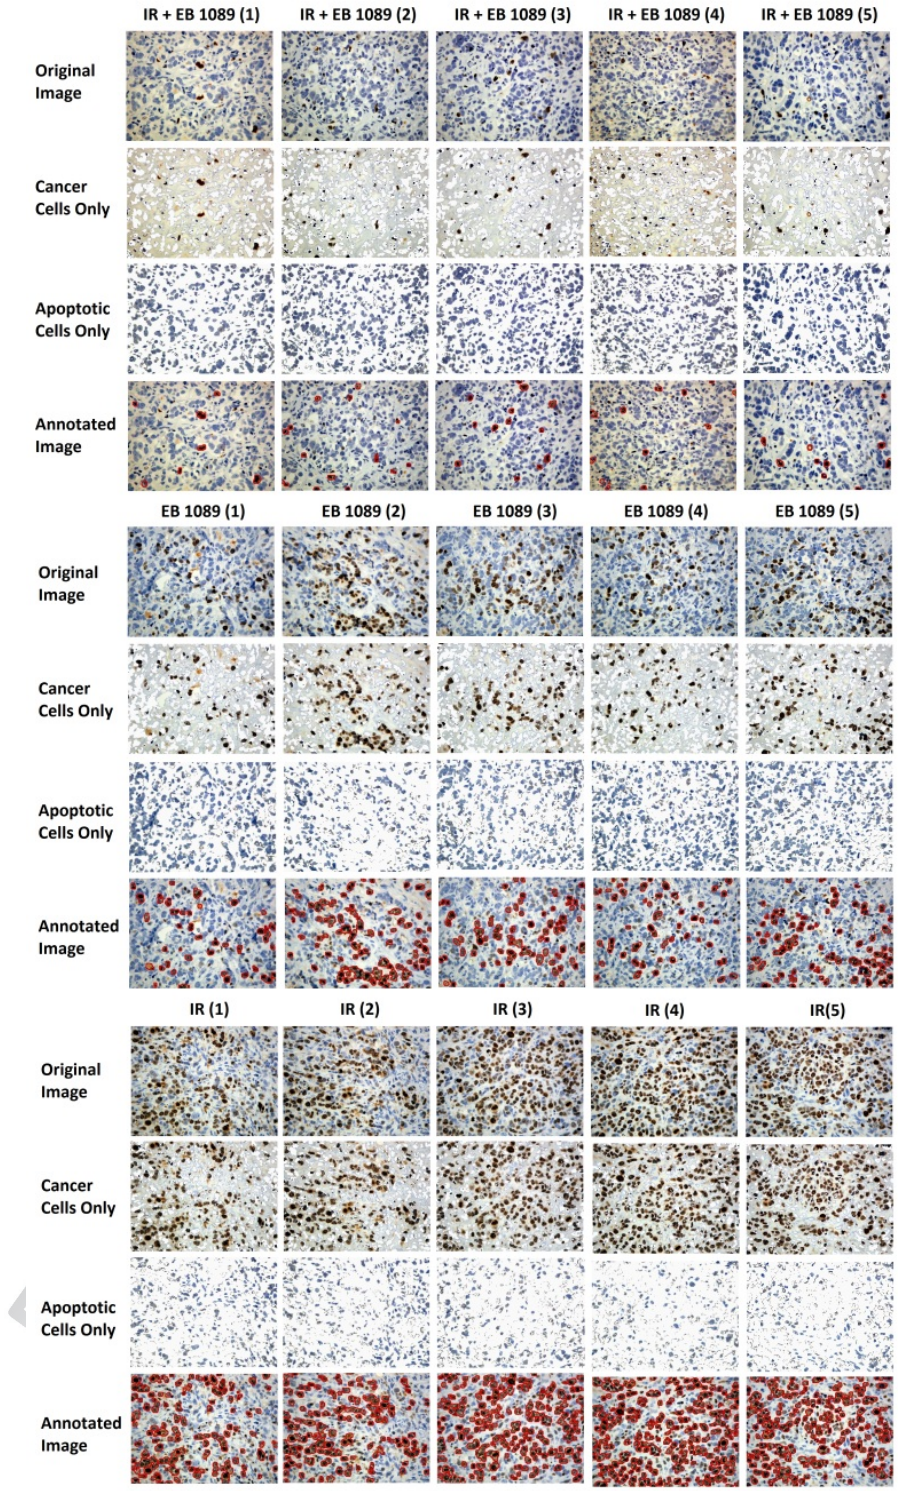 IR + EB 1089 (1) IR + EB 1089 (2) IR + EB 1089 (3) IR + EB 1089 (4) IR + EB 1089 (5)
Original
Image
Cancer
Cells Only
Apoptotic
Cells Only
Annotated
Image
EB 1089 (1) EB 1089 (2) EB 1089 (3) EB 1089 (4) EB 1089 (5)
Original
Image
Cancer
Cells Only
Apoptotic
Cells Only
Annotated
Image
IR (1) IR (2) IR (3) IR (4) IR(5)
Original
Image
Cancer
Cells Only
Apoptotic
Cells Only
Annotated
Image